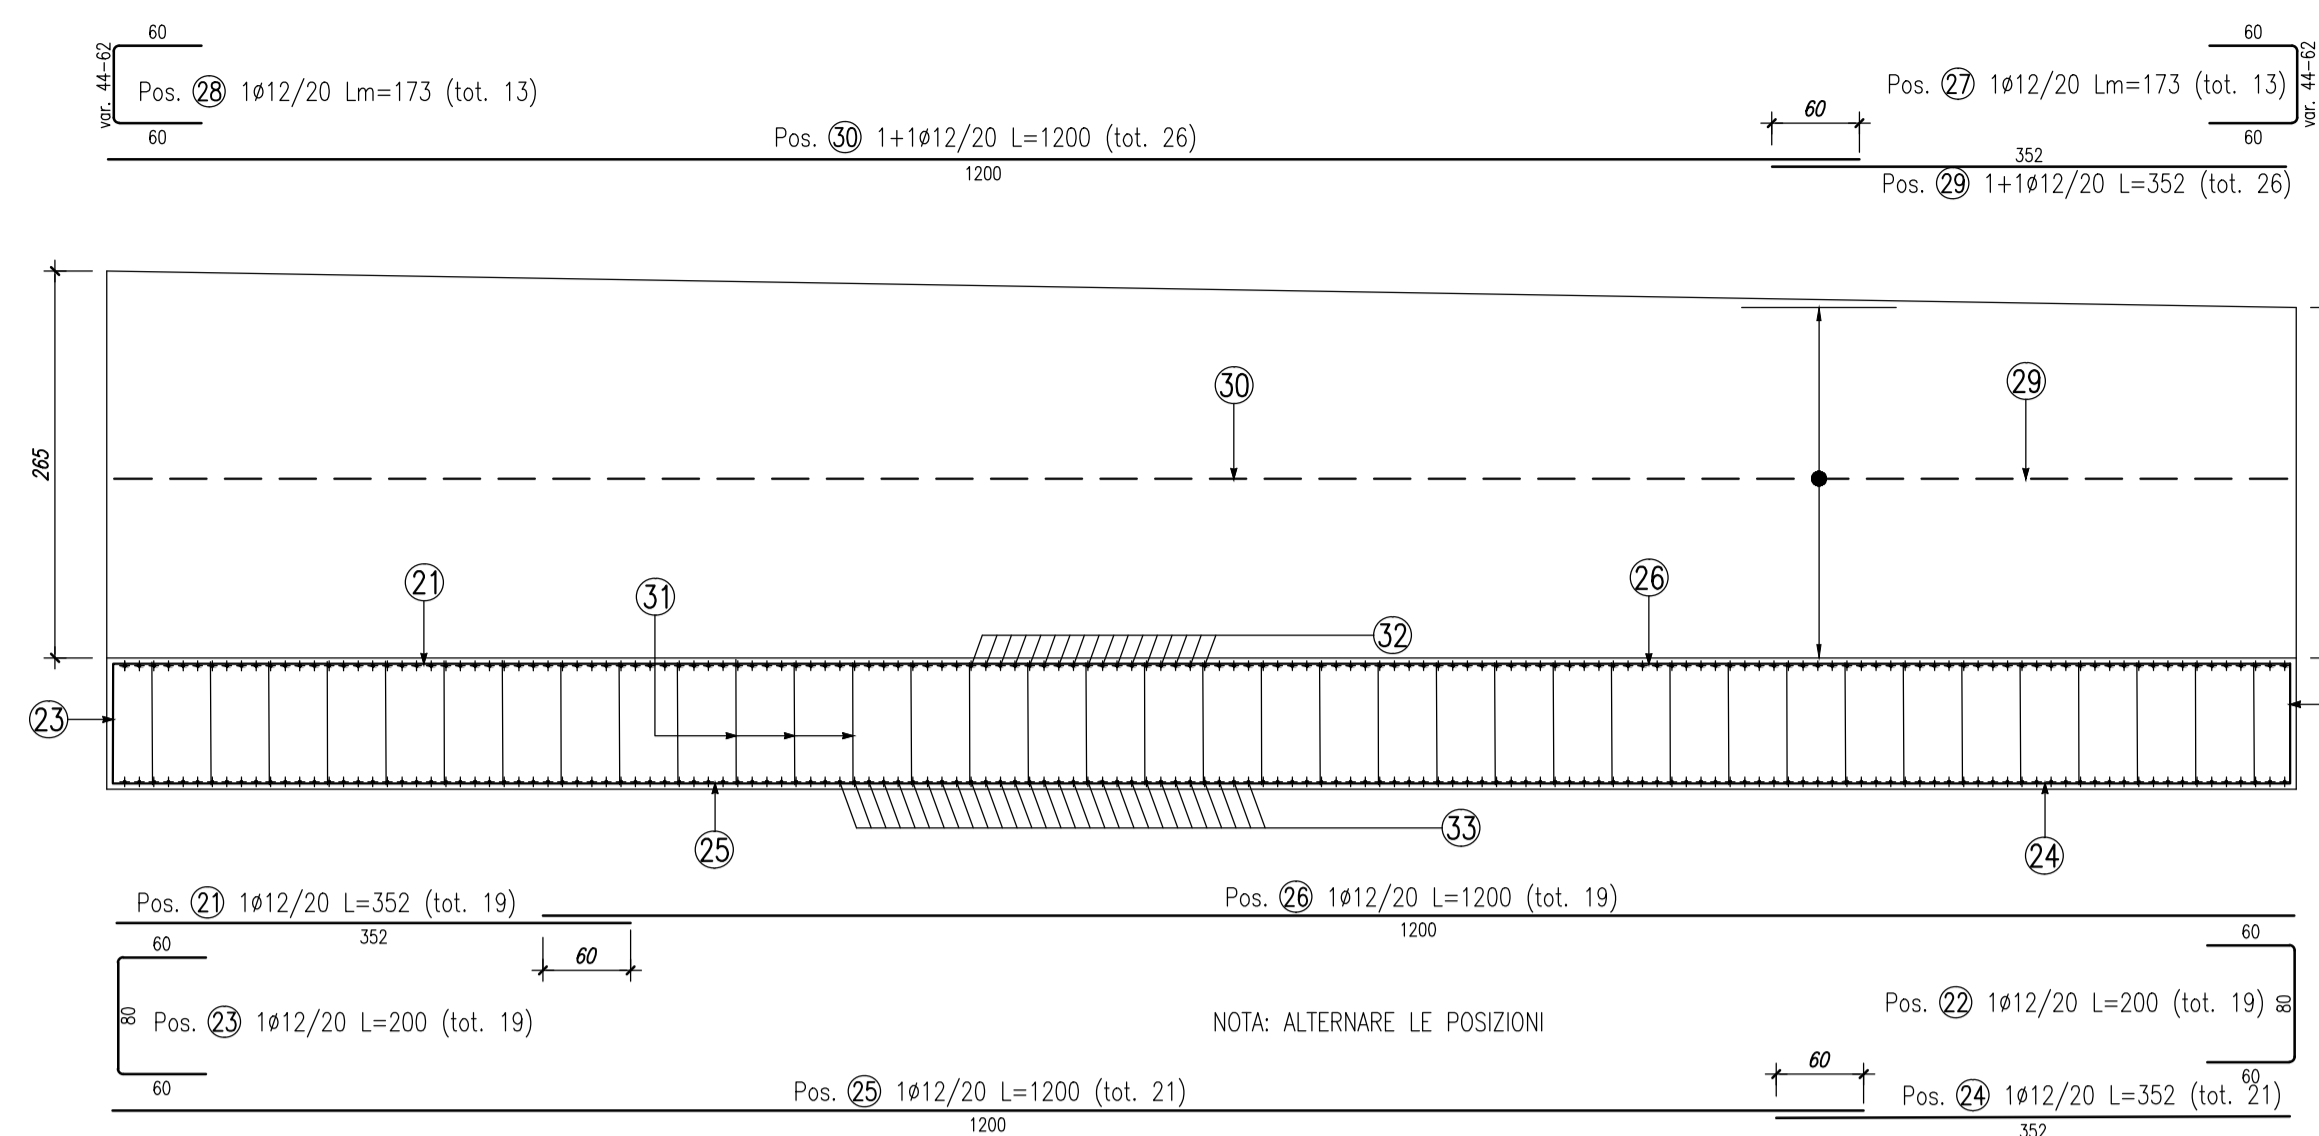 60
60
var. 44-62
var. 44-62
Pos. 28 1ø12/20 Lm=173 (tot. 13)
Pos. 27 1ø12/20 Lm=173 (tot. 13)
60
60
60
Pos. 30 1+1ø12/20 L=1200 (tot. 26)
1200
352
Pos. 29 1+1ø12/20 L=352 (tot. 26)
30
29
265
21
31
26
32
23
33
25
24
Pos. 21 1ø12/20 L=352 (tot. 19)
352
Pos. 26 1ø12/20 L=1200 (tot. 19)
1200
60
60
60
80
Pos. 23 1ø12/20 L=200 (tot. 19)
NOTA: ALTERNARE LE POSIZIONI
Pos. 22 1ø12/20 L=200 (tot. 19)
80
60
60
60
Pos. 25 1ø12/20 L=1200 (tot. 21)
1200
Pos. 24 1ø12/20 L=352 (tot. 21)
352